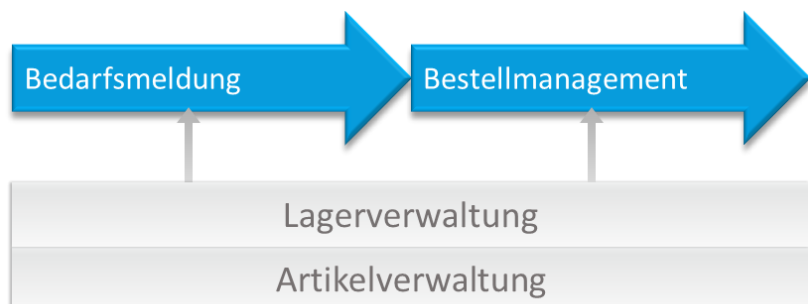 Bedarfsmeldung
Bestellmanagement
Lagerverwaltung
Artikelverwaltung